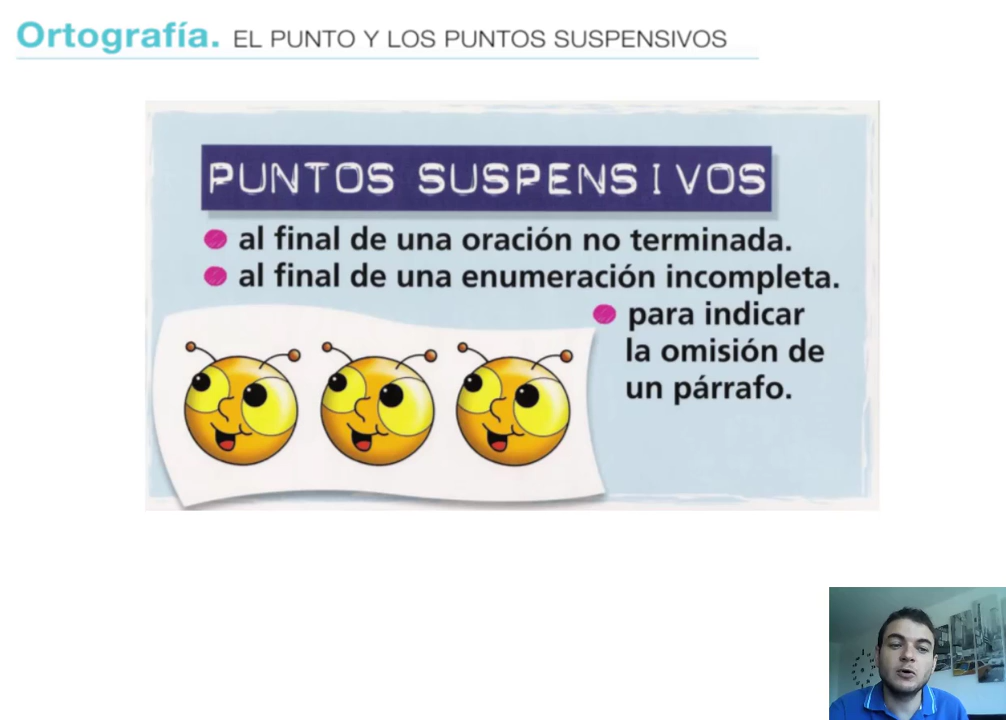 Ortografía. EL PUNTO Y LOS PUNTOS SUSPENSIVOS
PUNTOS SUSPENSIVOS
al final de una oración no terminada.
al final de una enumeración incompleta.
para indicar
la omisión de
un párrafo.